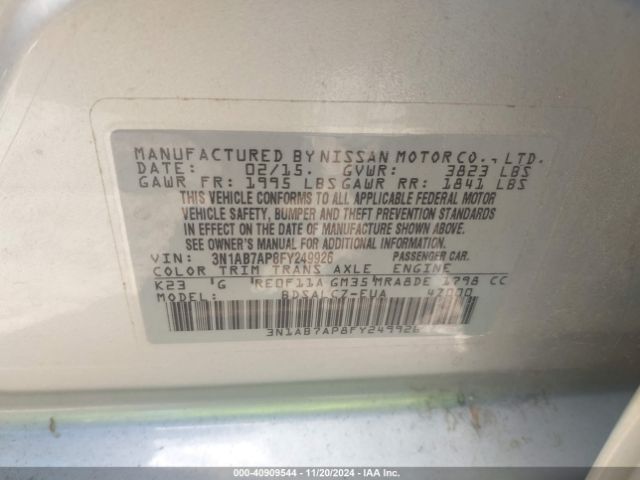 MANUFACTURED BY NISSAN MOTOR CO., LTD.
DATE: 02/15. GVWR: 3823 LBS
GAWR FR: 1995 LBS GAWR RR: 1841 LBS
THIS VEHICLE CONFORMS TO ALL APPLICABLE FEDERAL MOTOR
VEHICLE SAFETY, BUMPER AND THEFT PREVENTION STANDARDS
IN EFFECT ON THE DATE OF MANUFACTURE SHOWN ABOVE.
SEE OWNER'S MANUAL FOR ADDITIONAL INFORMATION.
VIN: 3N1AB7AP8FY249926 PASSENGER CAR.
COLOR TRIM TRANS AXLE ENGINE
K23 G RE0F11A GM35 MRA8DE 1798 CC
MODEL: BDSALGZ-EUA 47000
3N1AB7AP8FY249926
000-40909544 — 11/20/2024 — IAA Inc.